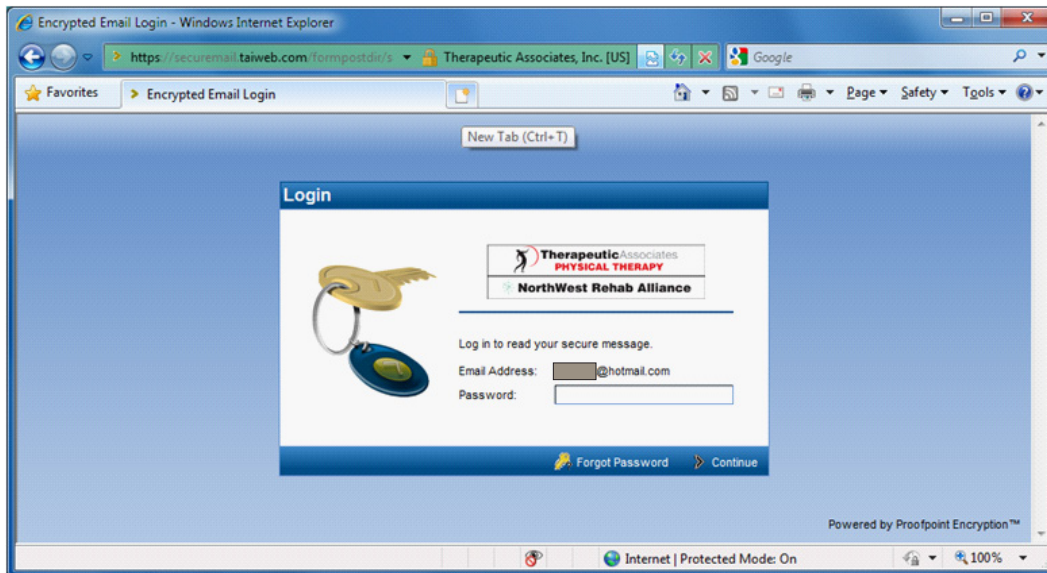 Encrypted Email Login - Windows Internet Explorer
https://securemail.taiweb.com/formpostdir/s Therapeutic Associates, Inc. [US] Google
Favorites Encrypted Email Login Page Safety Tools
New Tab (Ctrl+T)
Login
TherapeuticAssociates
PHYSICAL THERAPY
NorthWest Rehab Alliance
Log in to read your secure message.
Email Address: @hotmail.com
Password:
Forgot Password Continue
Powered by Proofpoint Encryption™
Internet | Protected Mode: On 100%